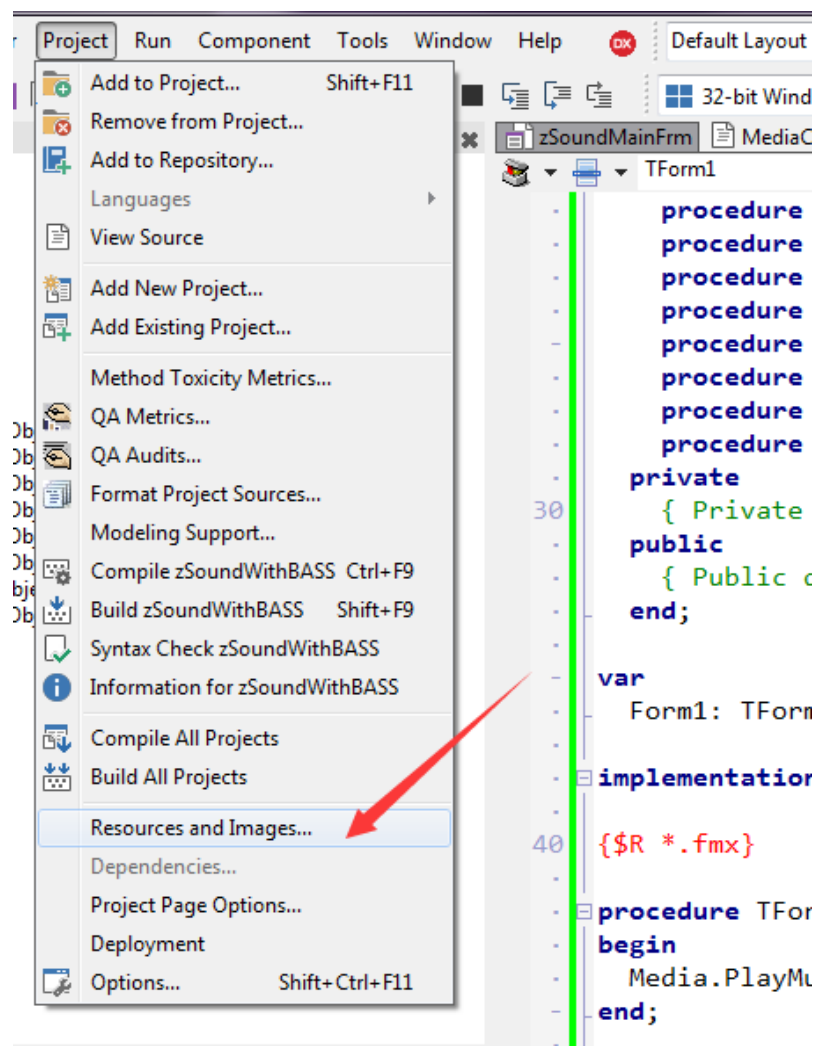 Project Run Component Tools Window Help DX Default Layout
32-bit Wind
Add to Project... Shift+F11
Remove from Project...
Add to Repository...
Languages
View Source
Add New Project...
Add Existing Project...
Method Toxicity Metrics...
QA Metrics...
QA Audits...
Format Project Sources...
Modeling Support...
Compile zSoundWithBASS Ctrl+F9
Build zSoundWithBASS Shift+F9
Syntax Check zSoundWithBASS
Information for zSoundWithBASS
Compile All Projects
Build All Projects
Resources and Images...
Dependencies...
Project Page Options...
Deployment
Options... Shift+Ctrl+F11
zSoundMainFrm MediaC
TForm1
procedure
procedure
procedure
procedure
procedure
procedure
procedure
procedure
private
30 { Private
public
{ Public
end;
var
Form1: TForm
implementation
40 {$R *.fmx}
procedure TFor
begin
Media.PlayMu
end;